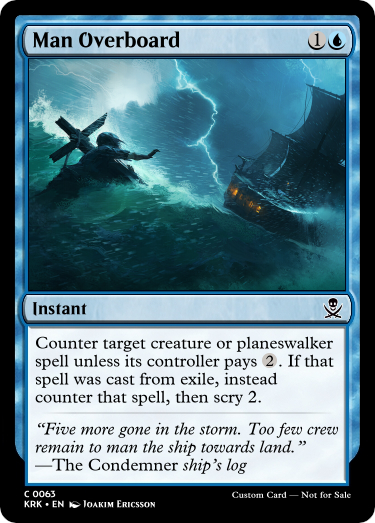 Man Overboard 1
Instant
Counter target creature or planeswalker
spell unless its controller pays 2. If that
spell was cast from exile, instead
counter that spell, then scry 2.
“Five more gone in the storm. Too few crew
remain to man the ship towards land.”
—The Condemner ship’s log
C 0063
KRK • EN Joakim Ericsson
Custom Card — Not for Sale